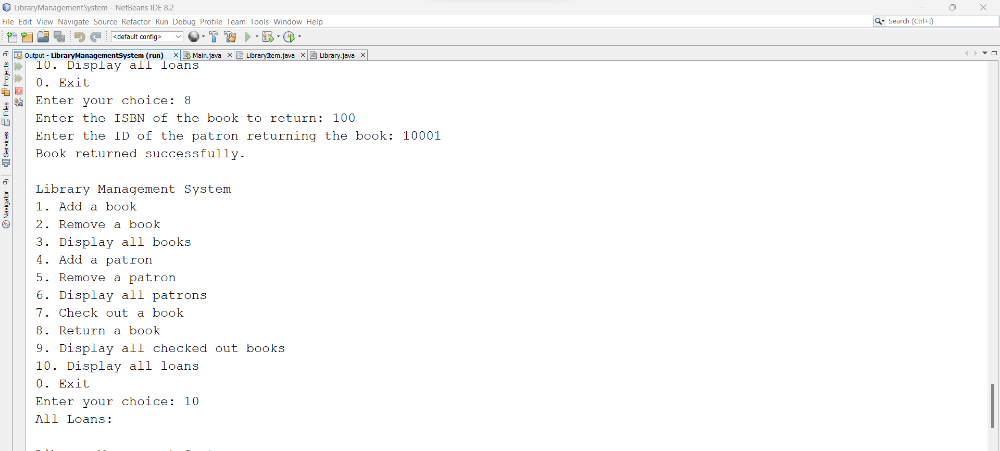 LibraryManagementSystem - NetBeans IDE 8.2
File Edit View Navigate Source Refactor Run Debug Profile Team Tools Window Help
Search (Ctrl+I)
<default config>
Output - LibraryManagementSystem (run) Main.java LibraryItem.java Library.java
Projects
Files
Services
Navigator
10. Display all loans
0. Exit
Enter your choice: 8
Enter the ISBN of the book to return: 100
Enter the ID of the patron returning the book: 10001
Book returned successfully.
Library Management System
1. Add a book
2. Remove a book
3. Display all books
4. Add a patron
5. Remove a patron
6. Display all patrons
7. Check out a book
8. Return a book
9. Display all checked out books
10. Display all loans
0. Exit
Enter your choice: 10
All Loans: